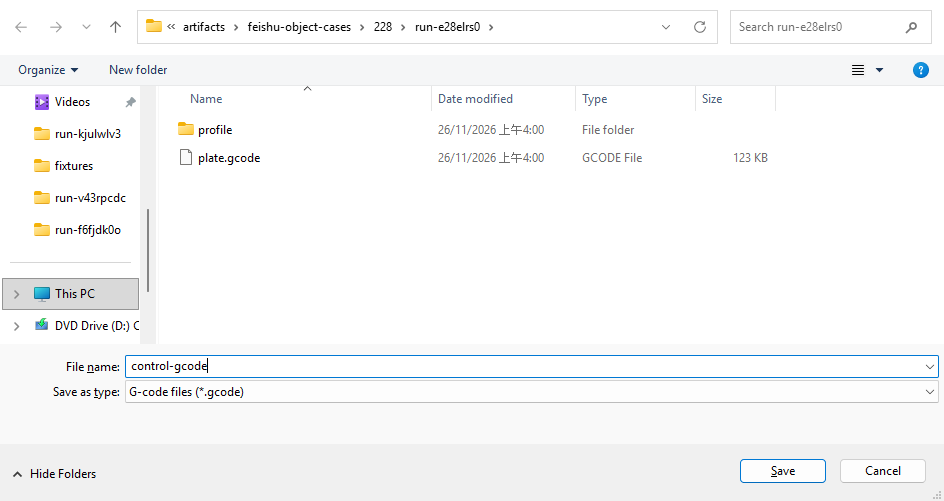 « artifacts › feishu-object-cases › 228 › run-e28elrs0 ›
Search run-e28elrs0
Organize
New folder
Videos
run-kjulwlv3
fixtures
run-v43rpcdc
run-f6fjdk0o
This PC
DVD Drive (D:) C
Name Date modified Type Size
profile 26/11/2026 上午4:00 File folder
plate.gcode 26/11/2026 上午4:00 GCODE File 123 KB
File name: control-gcode
Save as type: G-code files (*.gcode)
Hide Folders
Save
Cancel